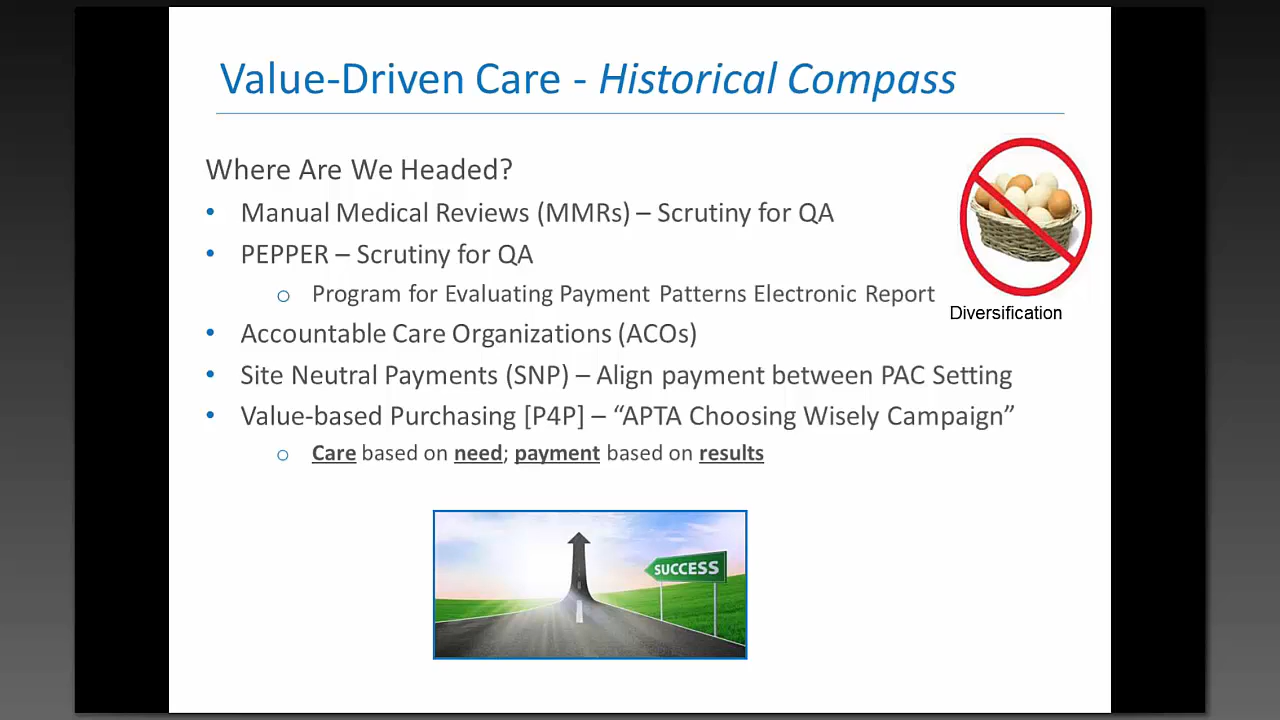 Value-Driven Care - Historical Compass
Where Are We Headed?
• Manual Medical Reviews (MMRs) – Scrutiny for QA
• PEPPER – Scrutiny for QA
o Program for Evaluating Payment Patterns Electronic Report
Diversification
• Accountable Care Organizations (ACOs)
• Site Neutral Payments (SNP) – Align payment between PAC Setting
• Value-based Purchasing [P4P] – “APTA Choosing Wisely Campaign”
o Care based on need; payment based on results
SUCCESS